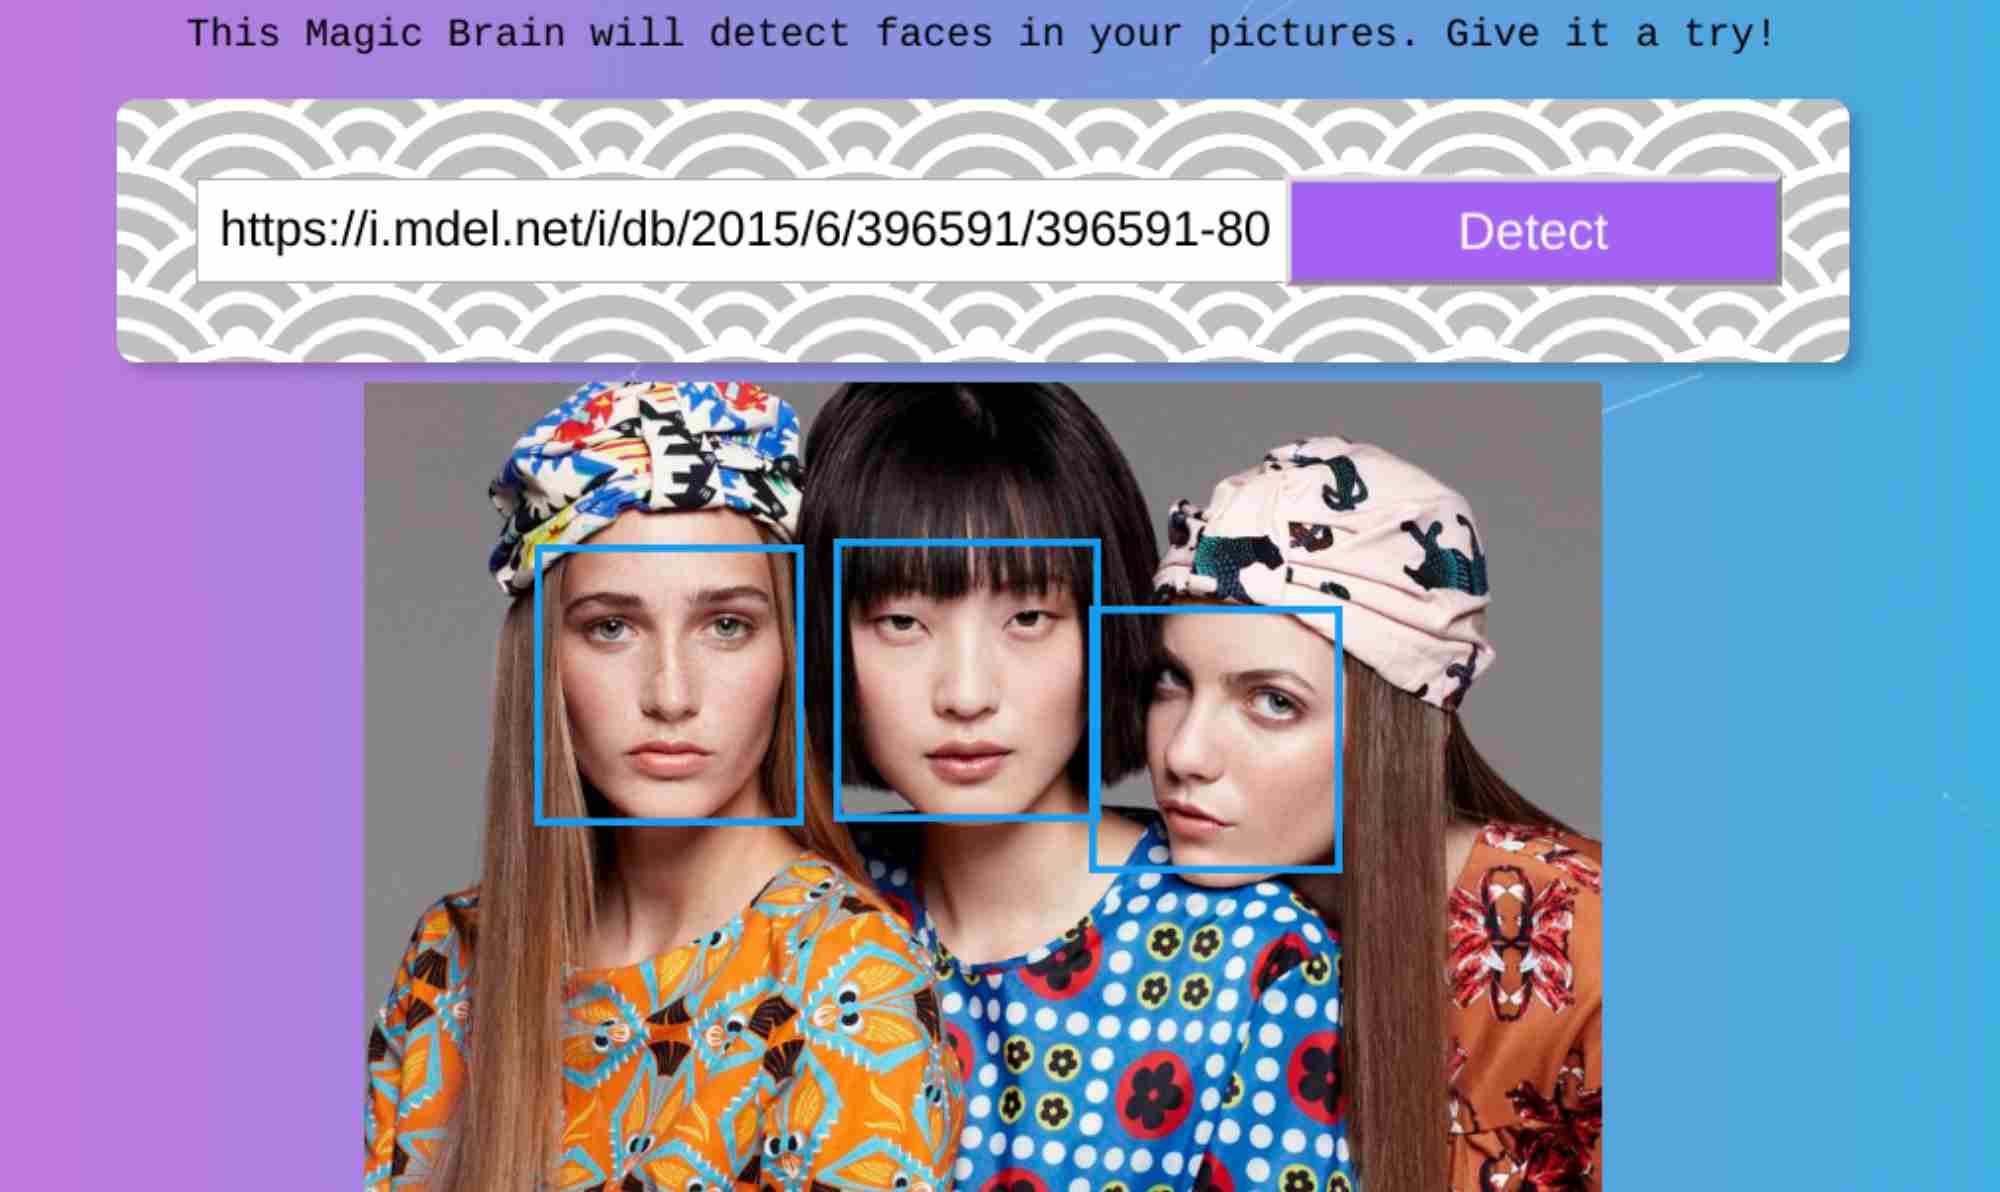 This Magic Brain will detect faces in your pictures. Give it a try!
https://i.mdel.net/i/db/2015/6/396591/396591-80
Detect